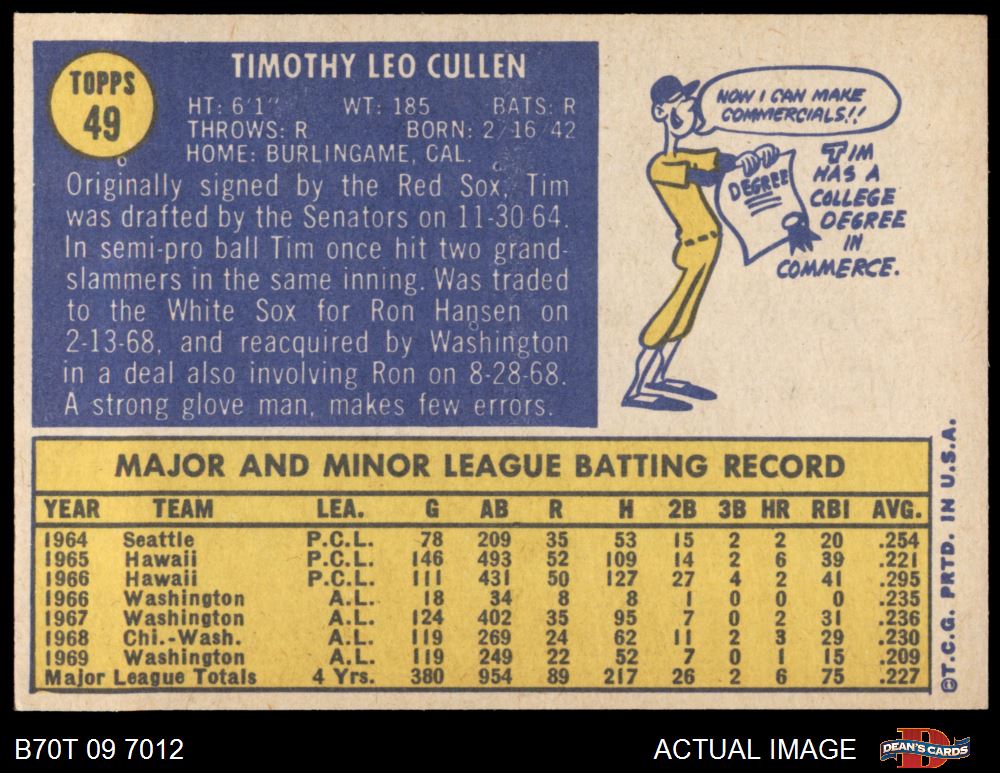 TOPPS
49
TIMOTHY LEO CULLEN
HT: 6'1" WT: 185 BATS: R
THROWS: R BORN: 2/16/42
HOME: BURLINGAME, CAL.
Originally signed by the Red Sox, Tim
was drafted by the Senators on 11-30-64.
In semi-pro ball Tim once hit two grand-
slammers in the same inning. Was traded
to the White Sox for Ron Hansen on
2-13-68, and reacquired by Washington
in a deal also involving Ron on 8-28-68.
A strong glove man, makes few errors.
NOW I CAN MAKE
COMMERCIALS!!
DEGREE
TIM
HAS A
COLLEGE
DEGREE
IN
COMMERCE.
MAJOR AND MINOR LEAGUE BATTING RECORD
YEAR TEAM LEA. G AB R H 2B 3B HR RBI AVG.
1964 Seattle P.C.L. 78 209 35 53 15 2 2 20 .254
1965 Hawaii P.C.L. 146 493 52 109 14 2 6 39 .221
1966 Hawaii P.C.L. 111 431 50 127 27 4 2 41 .295
1966 Washington A.L. 18 34 8 8 1 0 0 0 .235
1967 Washington A.L. 124 402 35 95 7 0 2 31 .236
1968 Chi.-Wash. A.L. 119 269 24 62 11 2 3 29 .230
1969 Washington A.L. 119 249 22 52 7 0 1 15 .209
Major League Totals 4 Yrs. 380 954 89 217 26 2 6 75 .227
©T.C.G. PRTD. IN U.S.A.
B70T 09 7012
ACTUAL IMAGE
DEAN'S CARDS